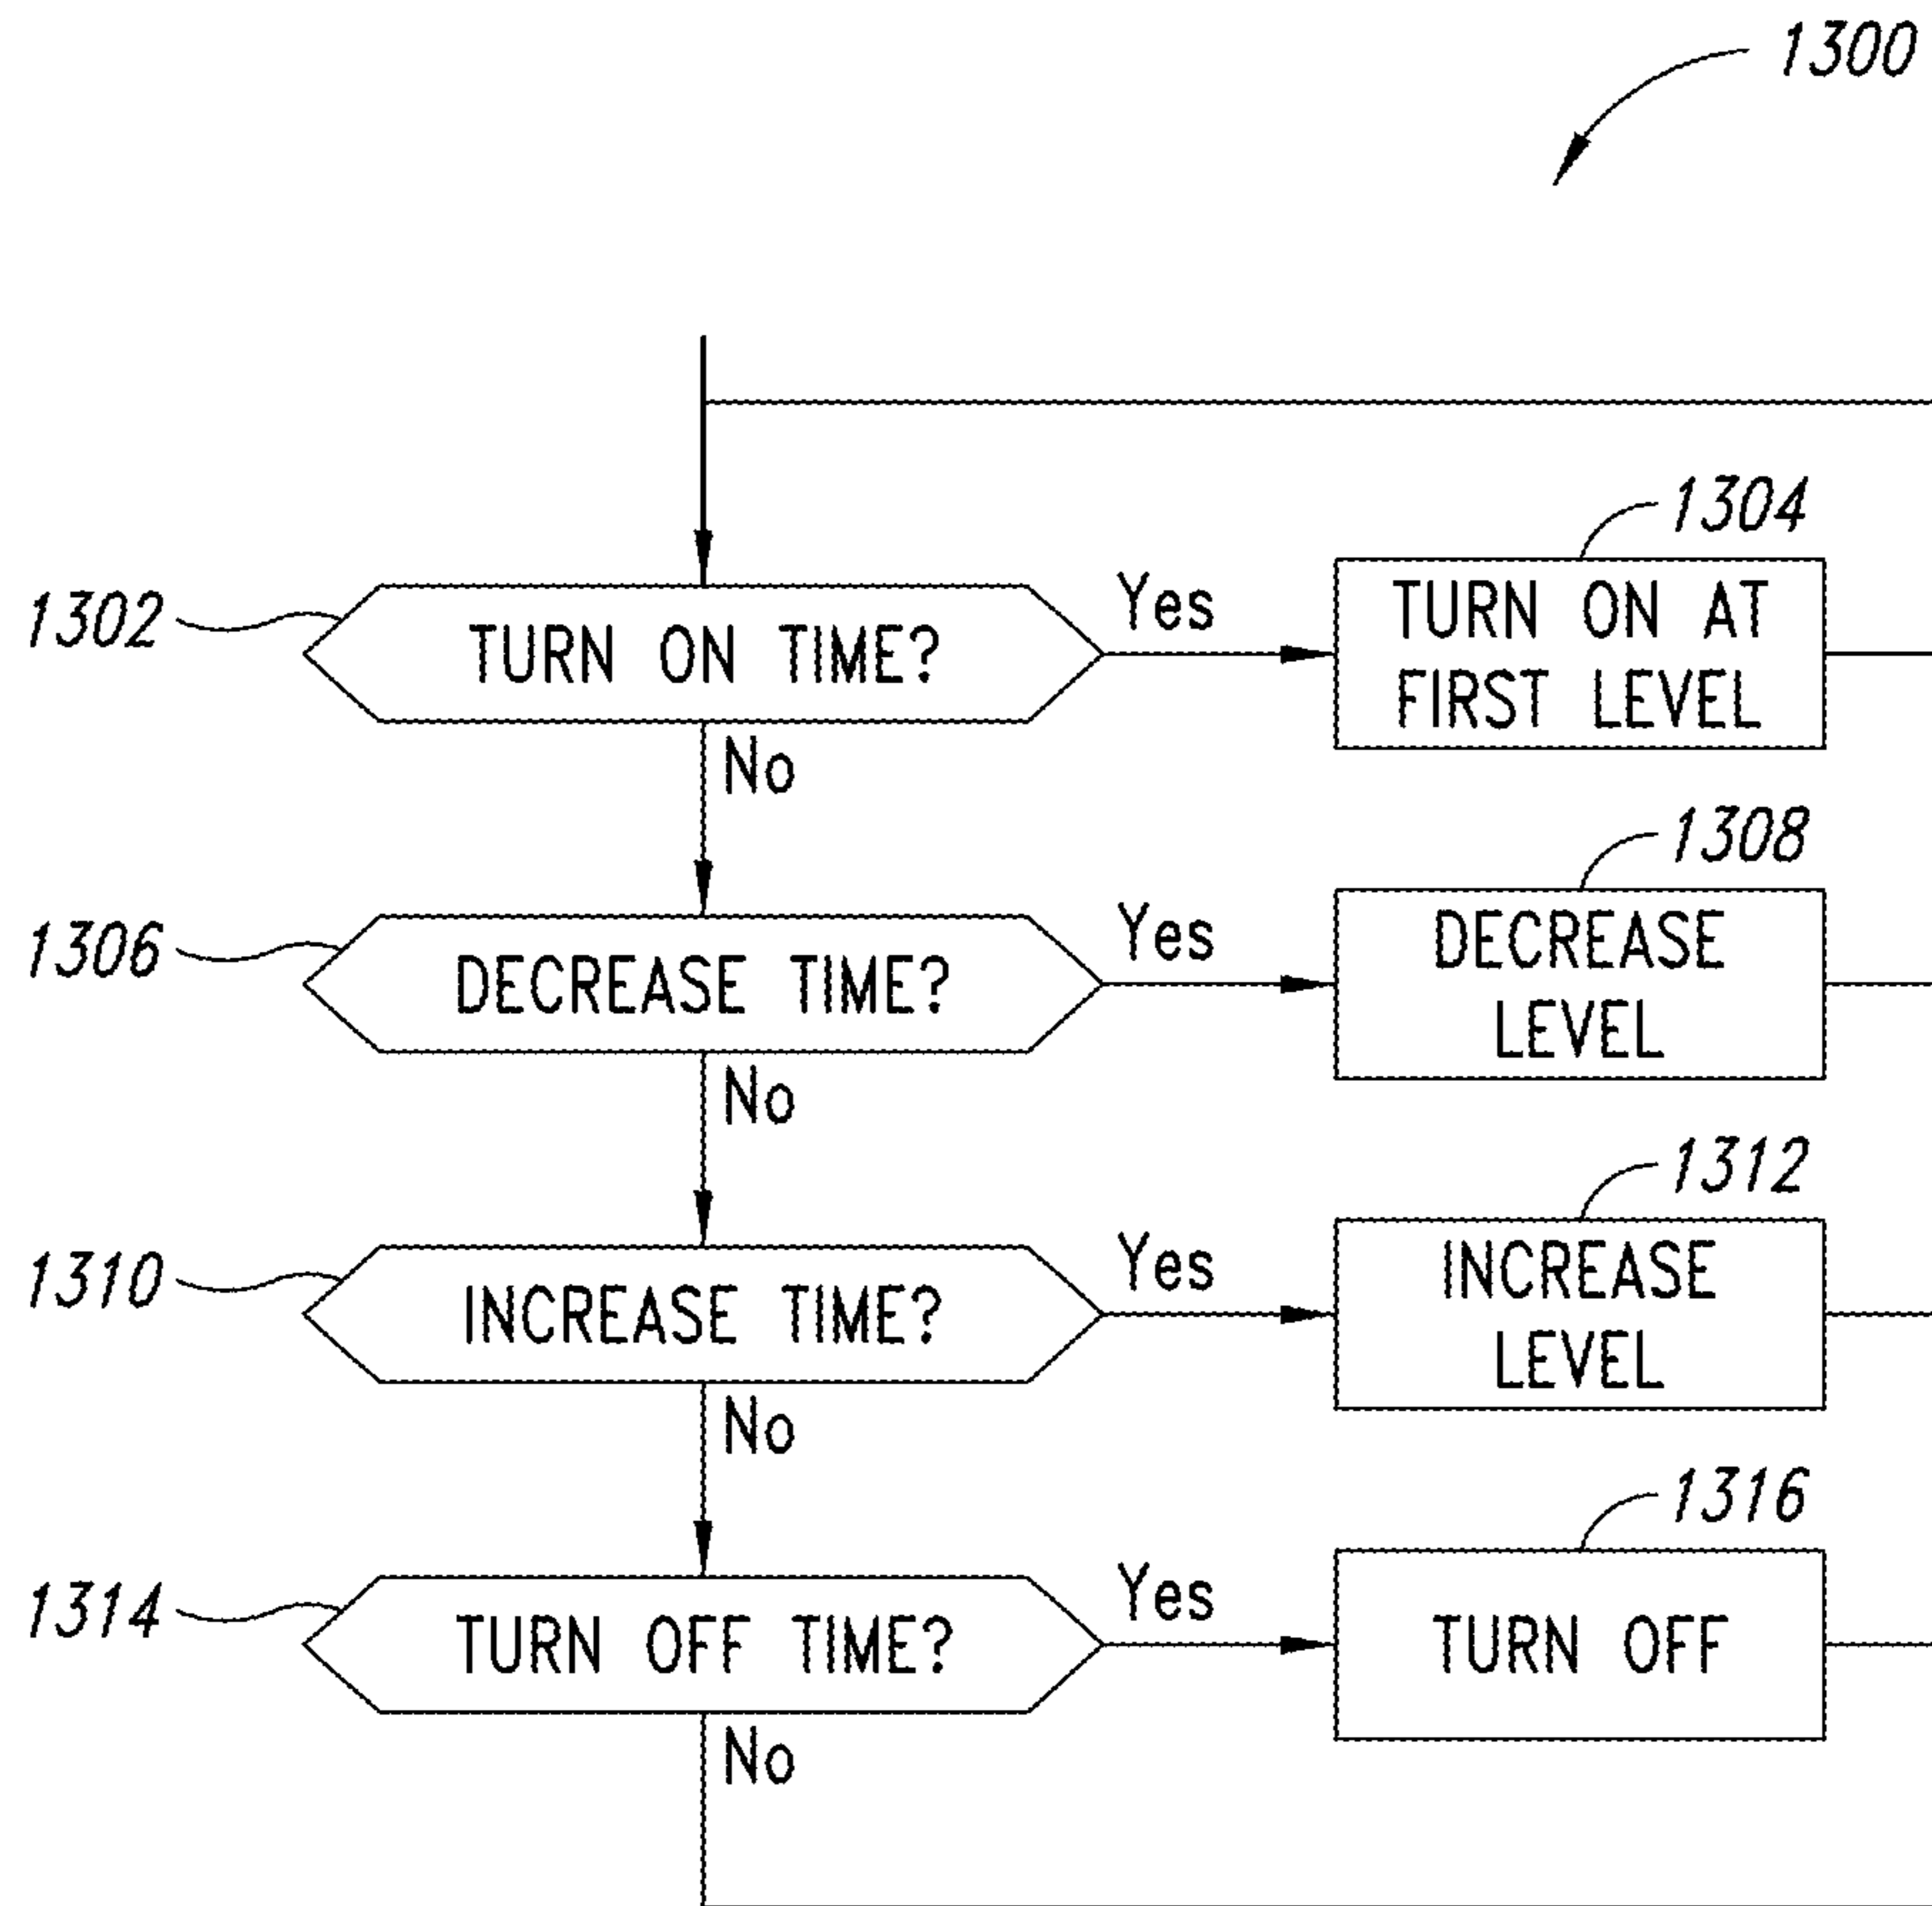 1300
1304
1302
TURN ON TIME?
Yes
TURN ON AT
FIRST LEVEL
No
1308
1306
DECREASE TIME?
Yes
DECREASE
LEVEL
No
1312
1310
INCREASE TIME?
Yes
INCREASE
LEVEL
No
1316
1314
TURN OFF TIME?
Yes
TURN OFF
No